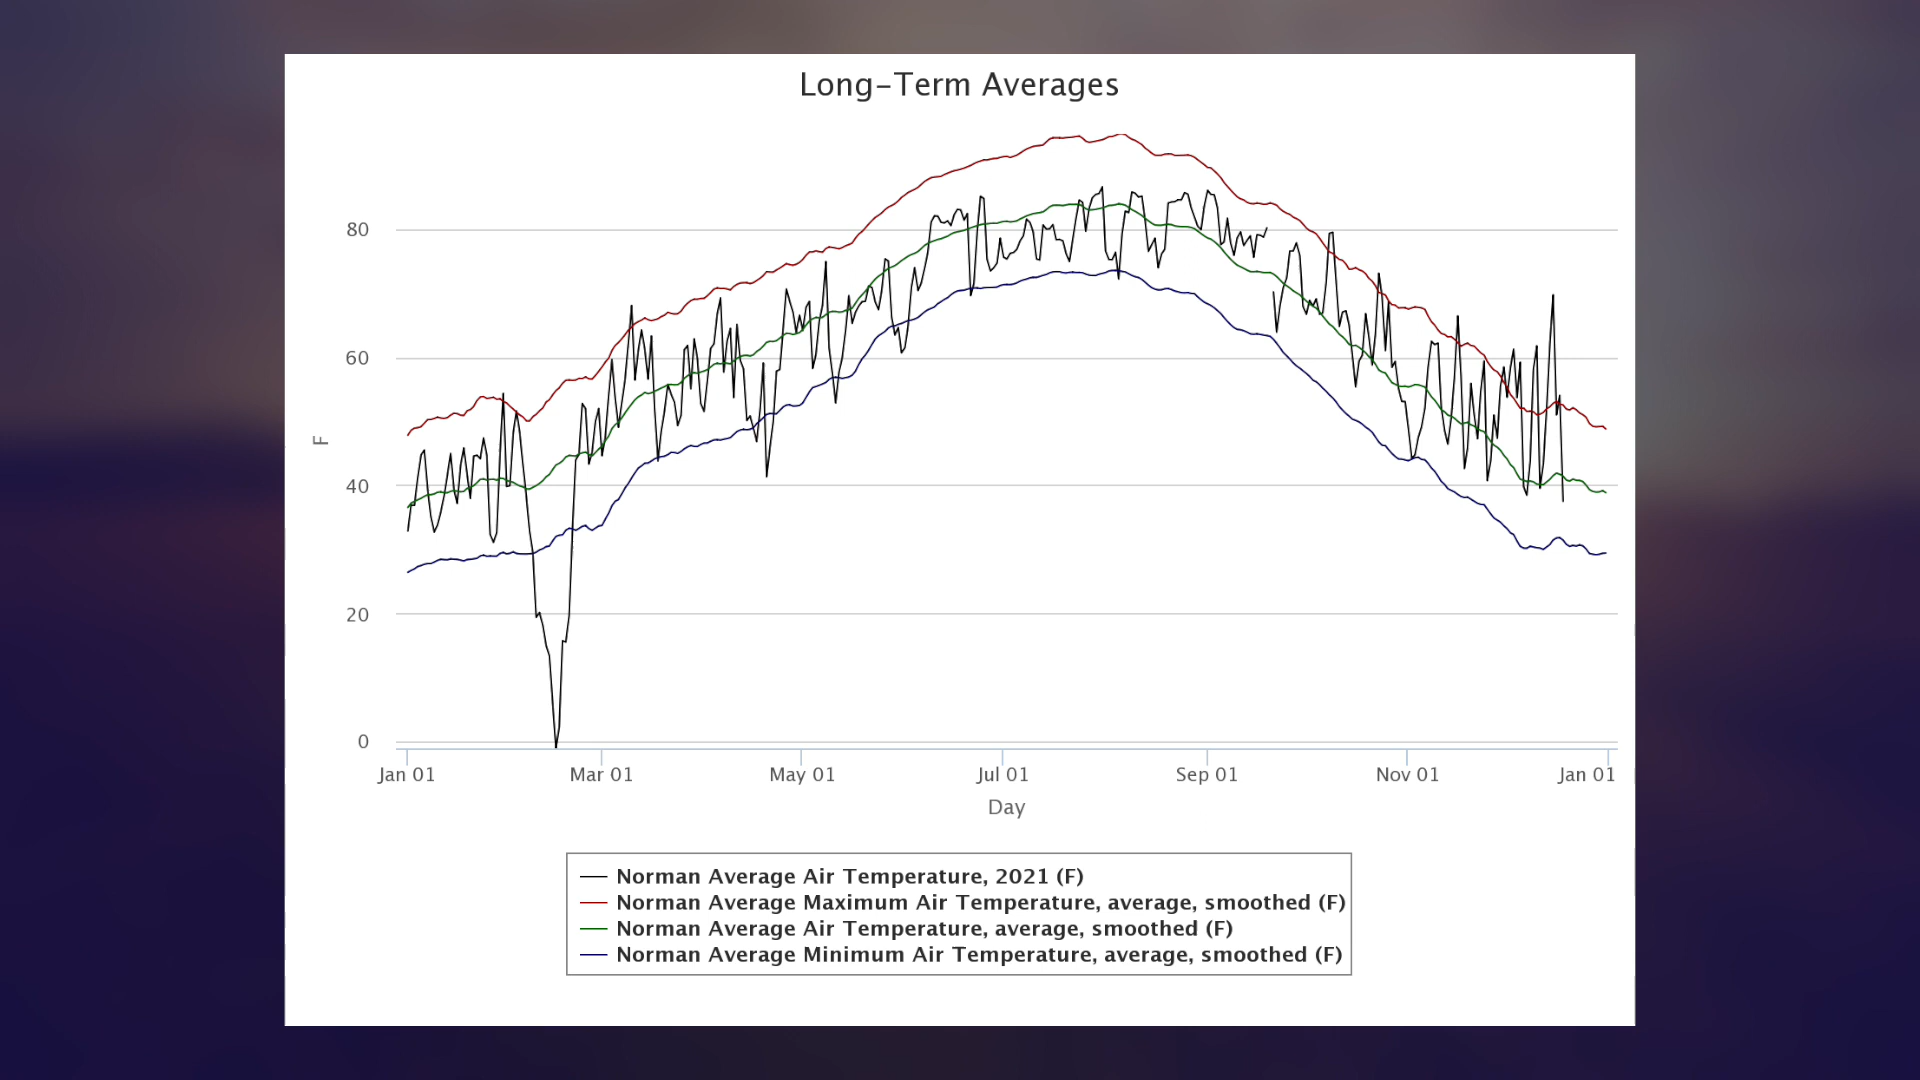 Long-Term Averages
80
60
40
20
0
F
Jan 01 Mar 01 May 01 Jul 01 Sep 01 Nov 01 Jan 01
Day
Norman Average Air Temperature, 2021 (F)
Norman Average Maximum Air Temperature, average, smoothed (F)
Norman Average Air Temperature, average, smoothed (F)
Norman Average Minimum Air Temperature, average, smoothed (F)